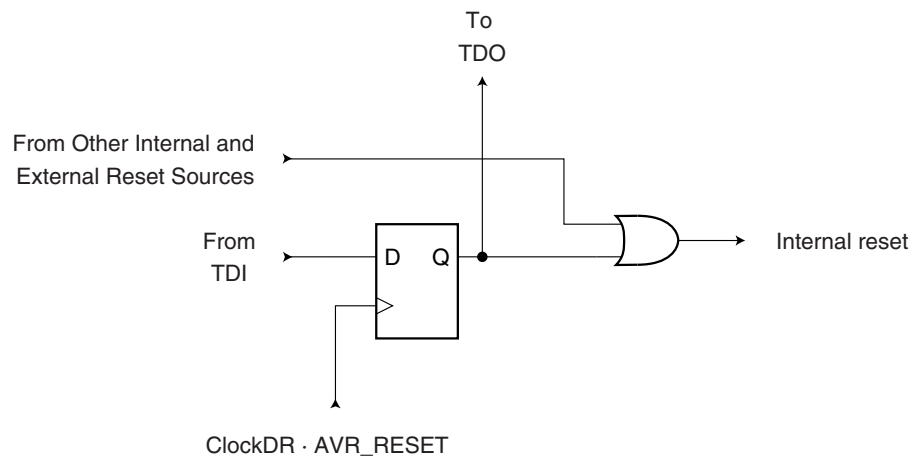 To
TDO
From Other Internal and
External Reset Sources
From
TDI
D Q
Internal reset
ClockDR · AVR_RESET